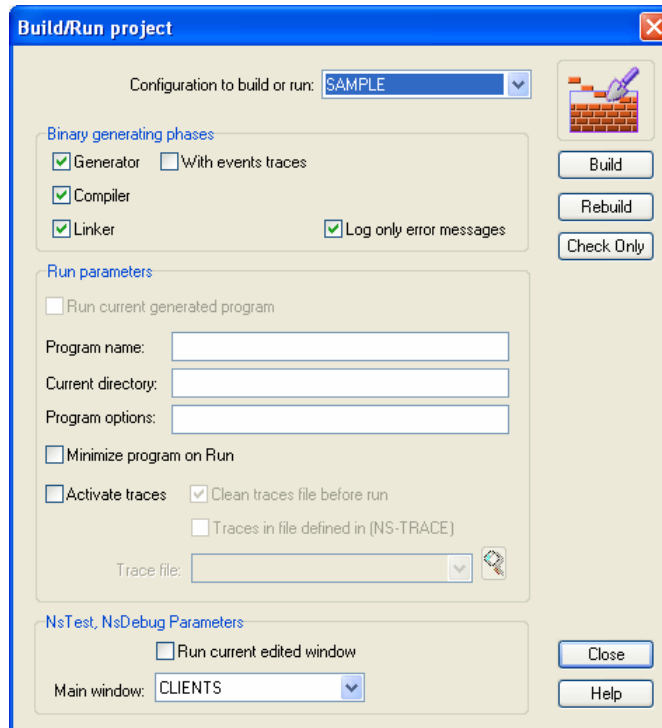 Build/Run project
Configuration to build or run: SAMPLE
Binary generating phases
Generator With events traces
Build
Compiler
Rebuild
Linker Log only error messages
Check Only
Run parameters
Run current generated program
Program name:
Current directory:
Program options:
Minimize program on Run
Activate traces Clean traces file before run
Traces in file defined in (NS-TRACE)
Trace file:
NsTest, NsDebug Parameters
Run current edited window
Close
Main window: CLIENTS
Help